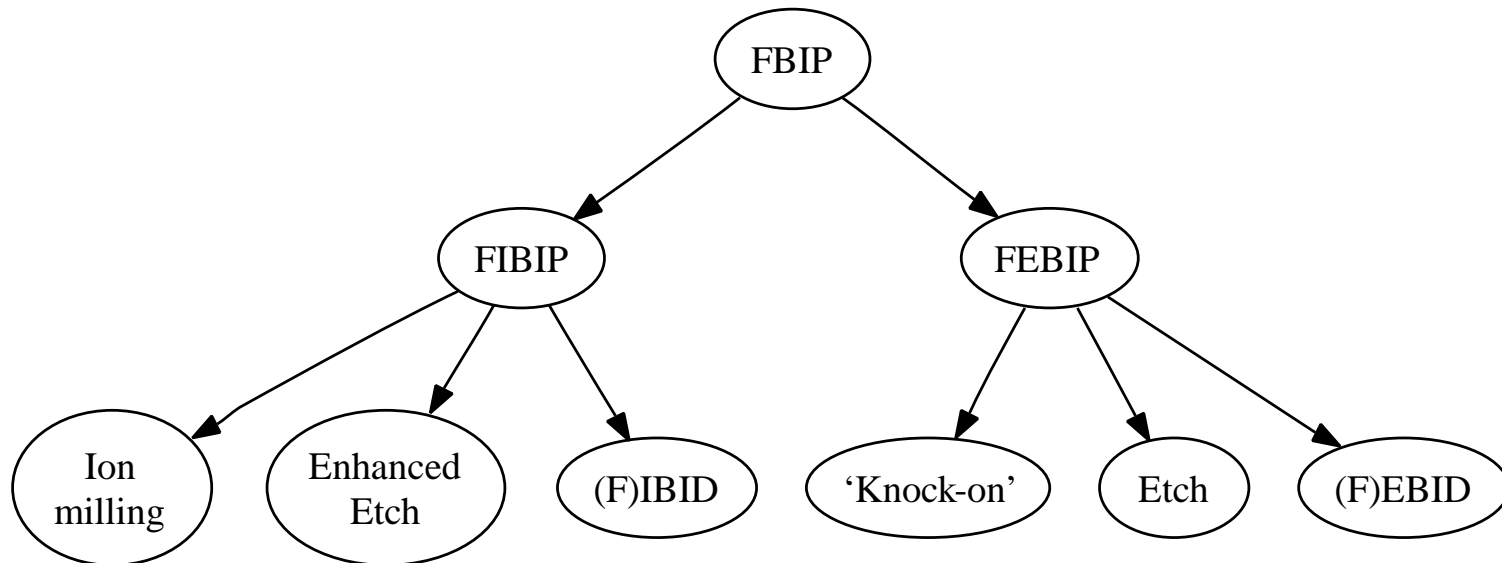 FBIP
FIBIP
FEBIP
Ion
milling
Enhanced
Etch
(F)IBID
‘Knock-on’
Etch
(F)EBID